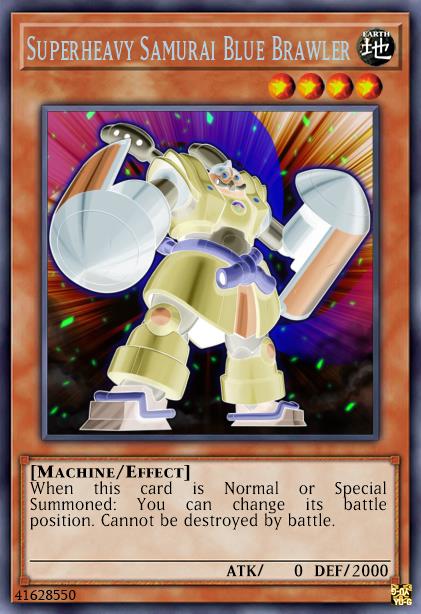 Superheavy Samurai Blue Brawler
EARTH
地
[Machine/Effect]
When this card is Normal or Special
Summoned: You can change its battle
position. Cannot be destroyed by battle.
ATK/ 0 DEF/2000
41628550